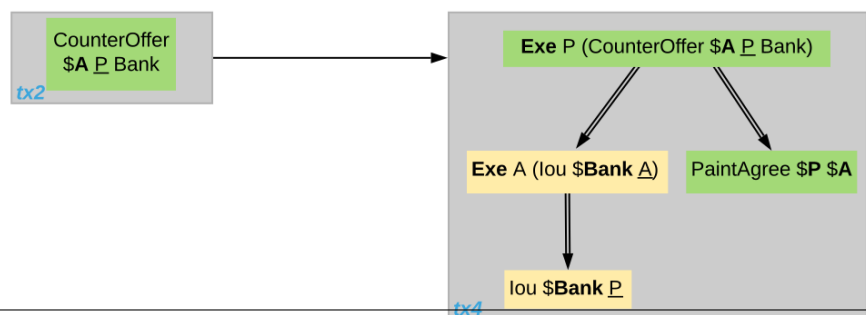 CounterOffer
$A P Bank
tx2
Exe P (CounterOffer $A P Bank)
Exe A (Iou $Bank A)
PaintAgree $P $A
Iou $Bank P
tx4